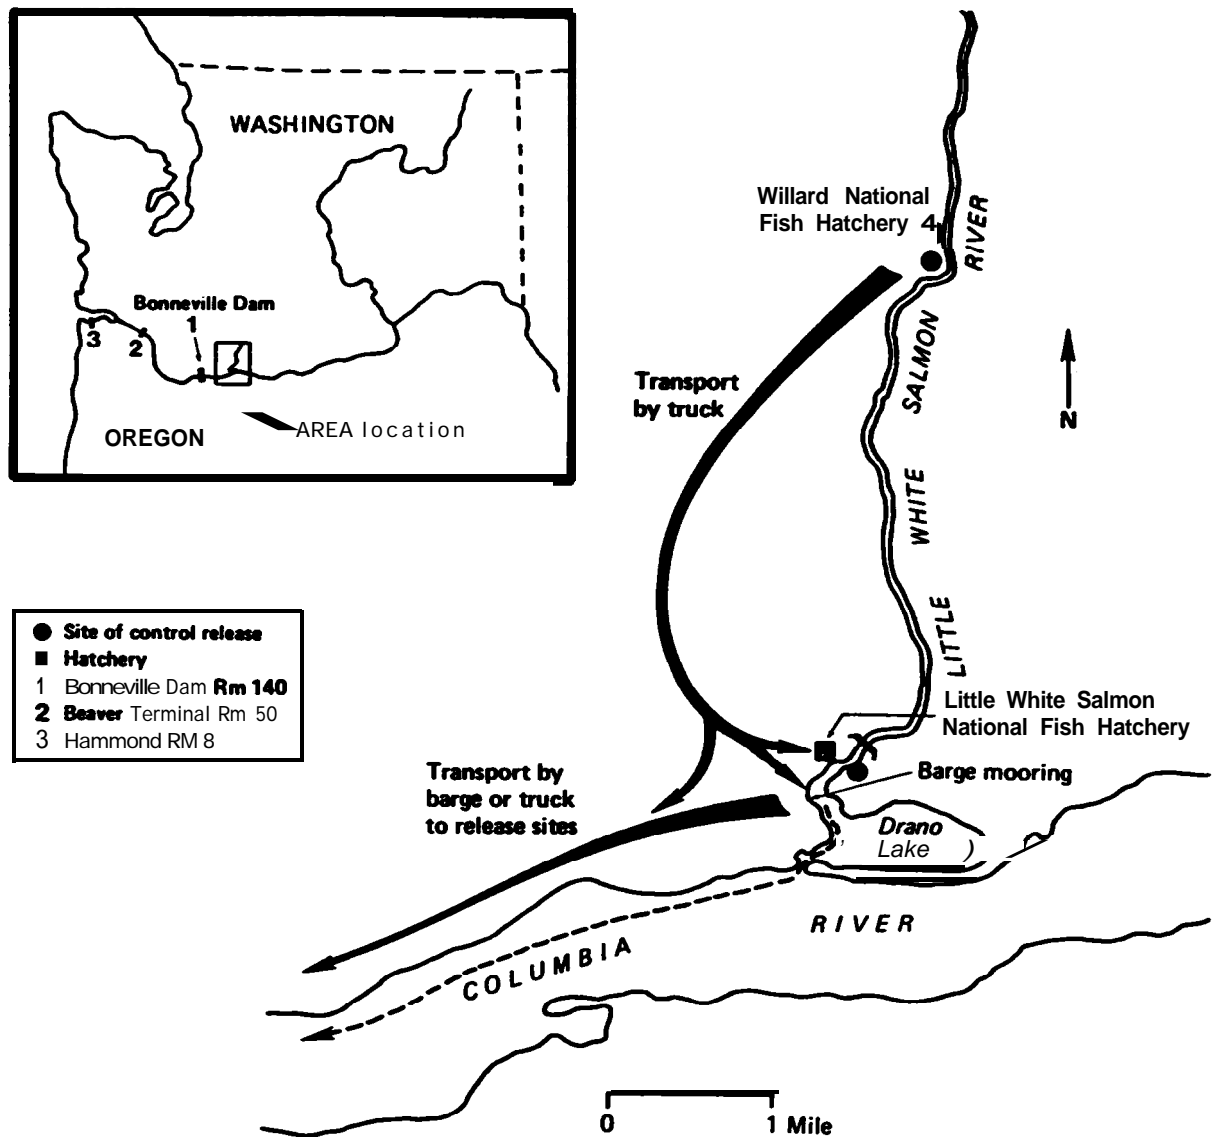 WASHINGTON
Bonneville Dam
1
3
2
OREGON
AREA location
Willard National
Fish Hatchery 4
RIVER
SALMON
WHITE
LITTLE
Transport
by truck
N
● Site of control release
■ Hatchery
1 Bonneville Dam Rm 140
2 Beaver Terminal Rm 50
3 Hammond RM 8
Little White Salmon
National Fish Hatchery
Barge mooring
Transport by
barge or truck
to release sites
Drano
Lake )
RIVER
COLUMBIA
0 1 Mile